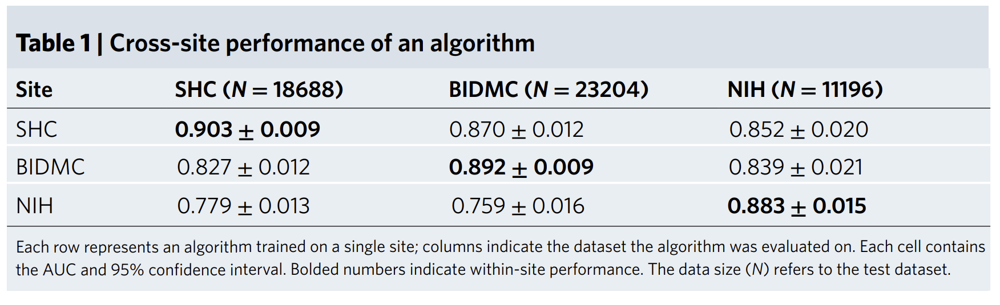 Table 1 | Cross-site performance of an algorithm
Site SHC (N = 18688) BIDMC (N = 23204) NIH (N = 11196)
SHC 0.903 ± 0.009 0.870 ± 0.012 0.852 ± 0.020
BIDMC 0.827 ± 0.012 0.892 ± 0.009 0.839 ± 0.021
NIH 0.779 ± 0.013 0.759 ± 0.016 0.883 ± 0.015
Each row represents an algorithm trained on a single site; columns indicate the dataset the algorithm was evaluated on. Each cell contains
the AUC and 95% confidence interval. Bolded numbers indicate within-site performance. The data size (N) refers to the test dataset.